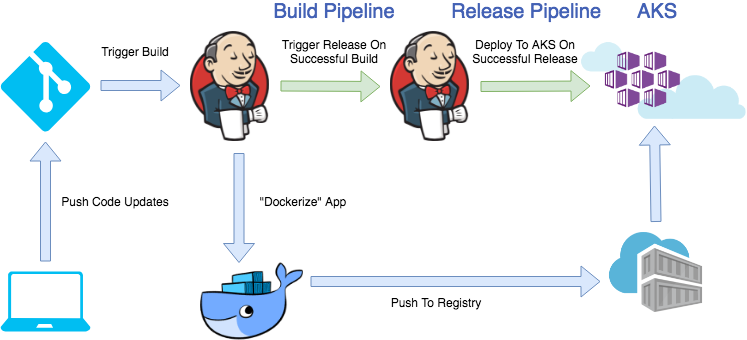 Build Pipeline
Release Pipeline
AKS
Trigger Build
Trigger Release On
Successful Build
Deploy To AKS On
Successful Release
Push Code Updates
"Dockerize" App
Push To Registry